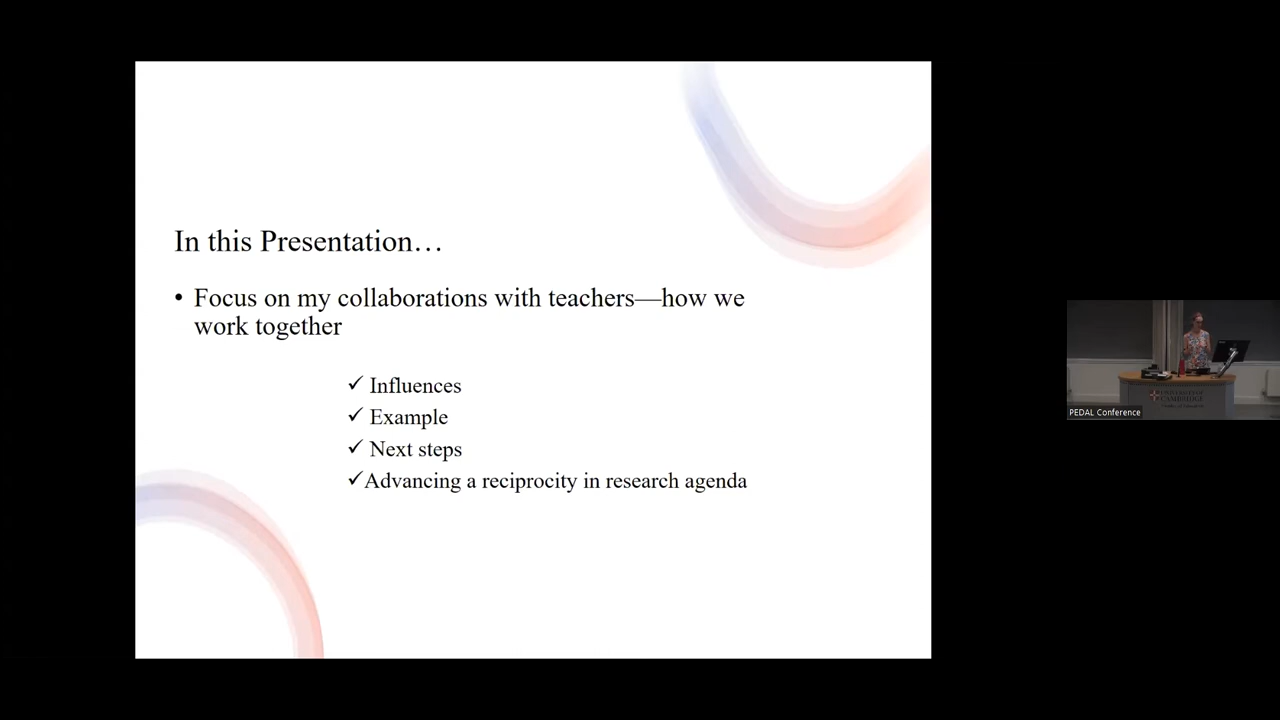 In this Presentation…
• Focus on my collaborations with teachers—how we
work together
✓ Influences
✓ Example
✓ Next steps
✓Advancing a reciprocity in research agenda
PEDAL Conference
CAMBRIDGE